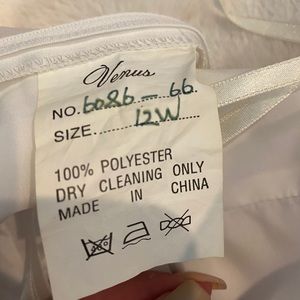 Venus
NO. 6086-66
SIZE. 12W
100% POLYESTER
DRY CLEANING ONLY
MADE IN CHINA